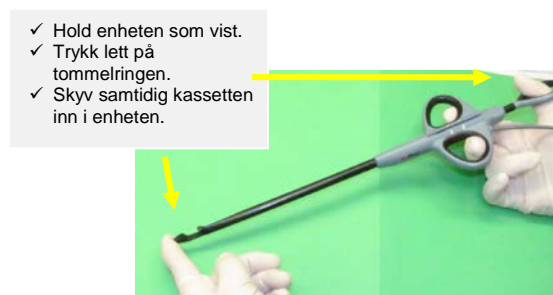 ✓ Hold enheten som vist.
✓ Trykk lett på
tommelringen.
✓ Skyv samtidig kassetten
inn i enheten.